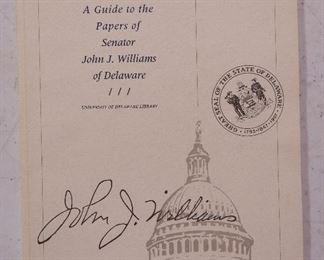 A Guide to the
Papers of
Senator
John J. Williams
of Delaware
UNIVERSITY OF DELAWARE LIBRARY
GREAT SEAL OF THE STATE OF DELAWARE
John J. Williams